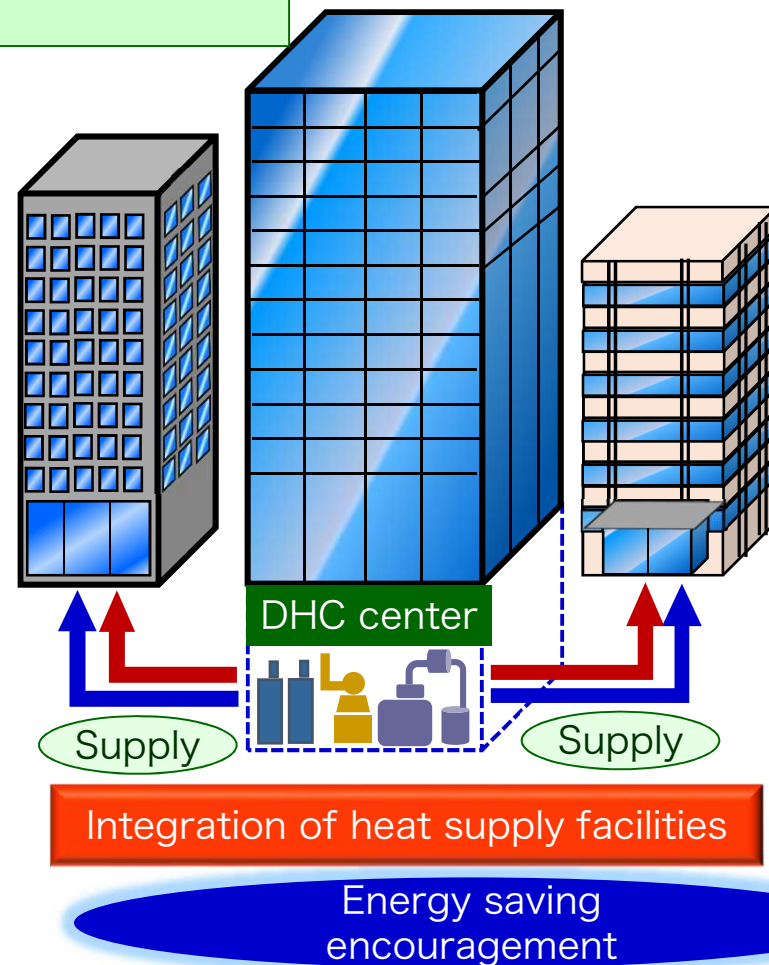 DHC center
Supply
Supply
Integration of heat supply facilities
Energy saving
encouragement